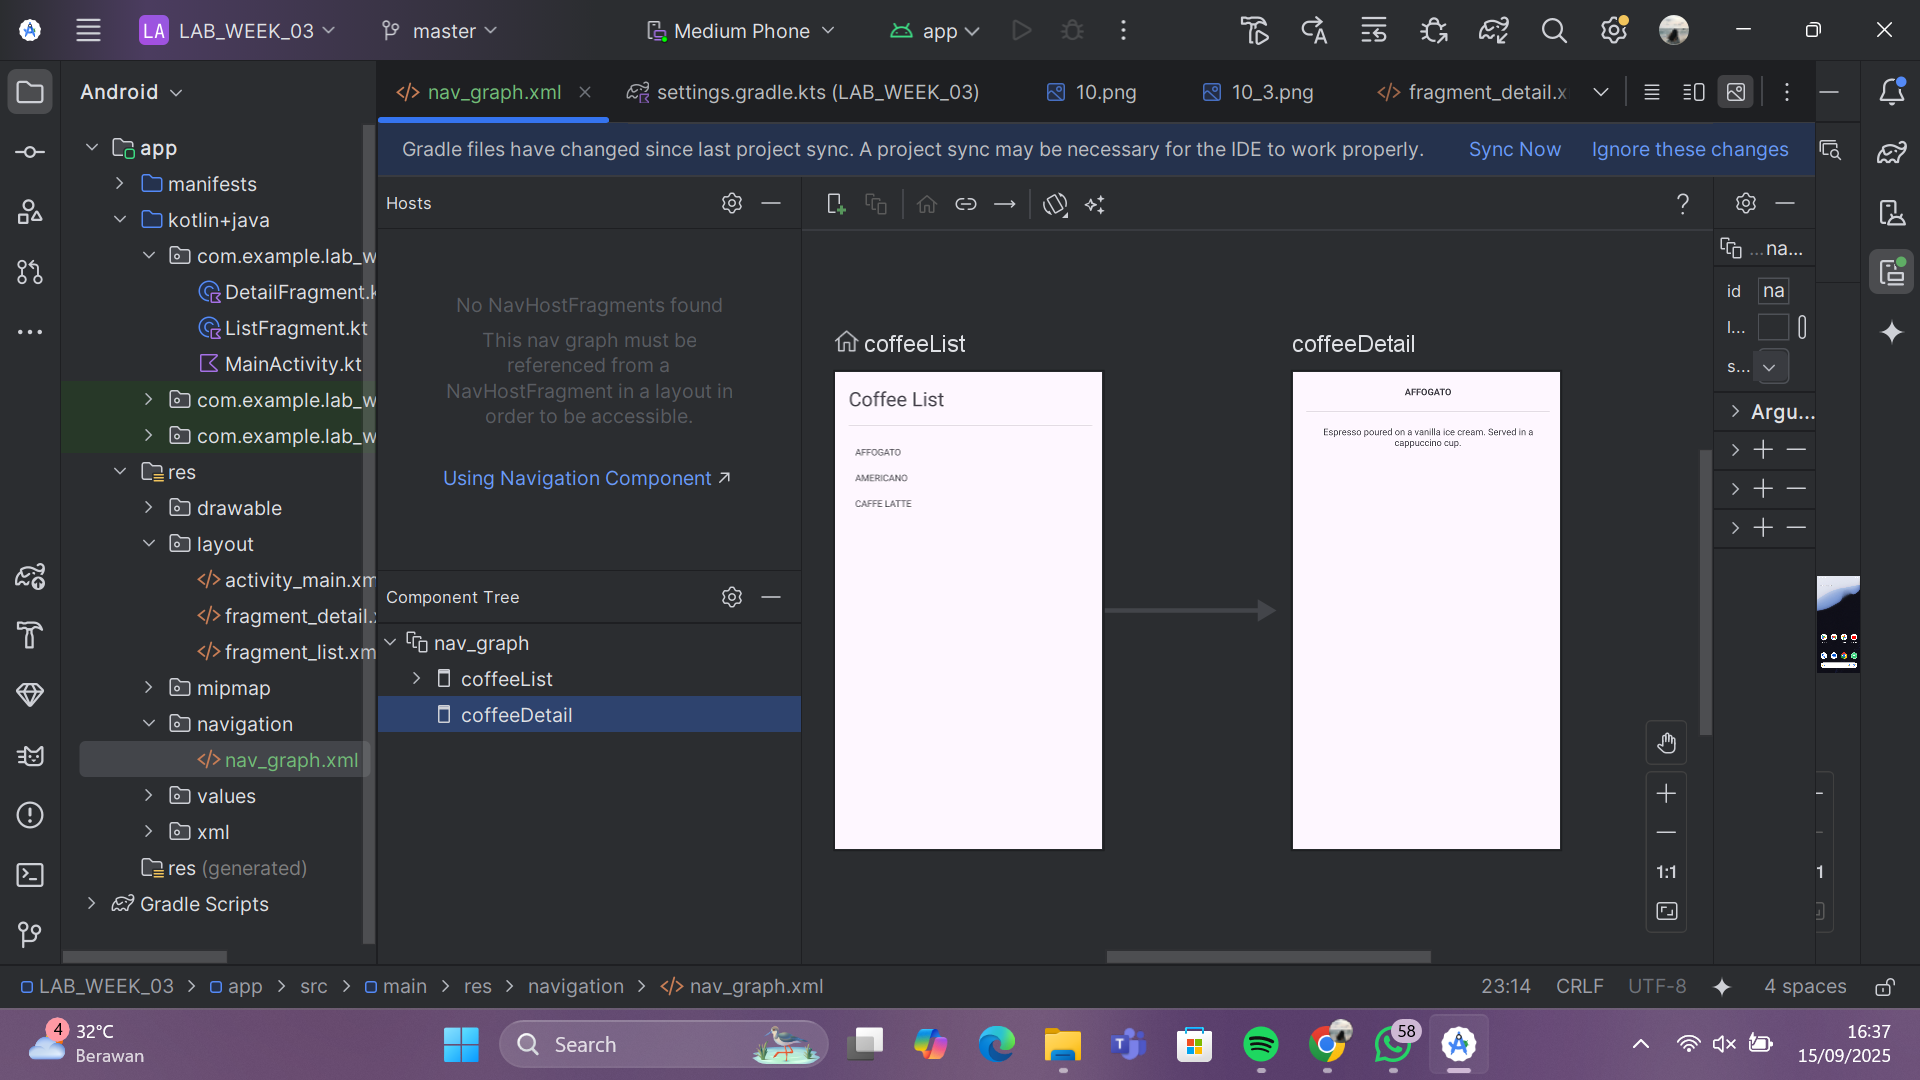 LA LAB_WEEK_03 master Medium Phone app
Android
nav_graph.xml settings.gradle.kts (LAB_WEEK_03) 10.png 10_3.png fragment_detail.x
Gradle files have changed since last project sync. A project sync may be necessary for the IDE to work properly. Sync Now Ignore these changes
app
manifests
kotlin+java
com.example.lab_w
DetailFragment.k
ListFragment.kt
MainActivity.kt
com.example.lab_w
com.example.lab_w
res
drawable
layout
activity_main.xm
fragment_detail.
fragment_list.xm
mipmap
navigation
nav_graph.xml
values
xml
res (generated)
Gradle Scripts
Hosts
No NavHostFragments found
This nav graph must be
referenced from a
NavHostFragment in a layout in
order to be accessible.
Using Navigation Component
Component Tree
nav_graph
coffeeList
coffeeDetail
?
coffeeList
Coffee List
AFFOGATO
AMERICANO
CAFFE LATTE
coffeeDetail
AFFOGATO
Espresso poured on a vanilla ice cream. Served in a
cappuccino cup.
1:1
...na...
id na
l...
s...
Argu...
1
LAB_WEEK_03 > app > src > main > res > navigation > nav_graph.xml
23:14 CRLF UTF-8 4 spaces
4 32°C
Berawan
Search
58
16:37
15/09/2025